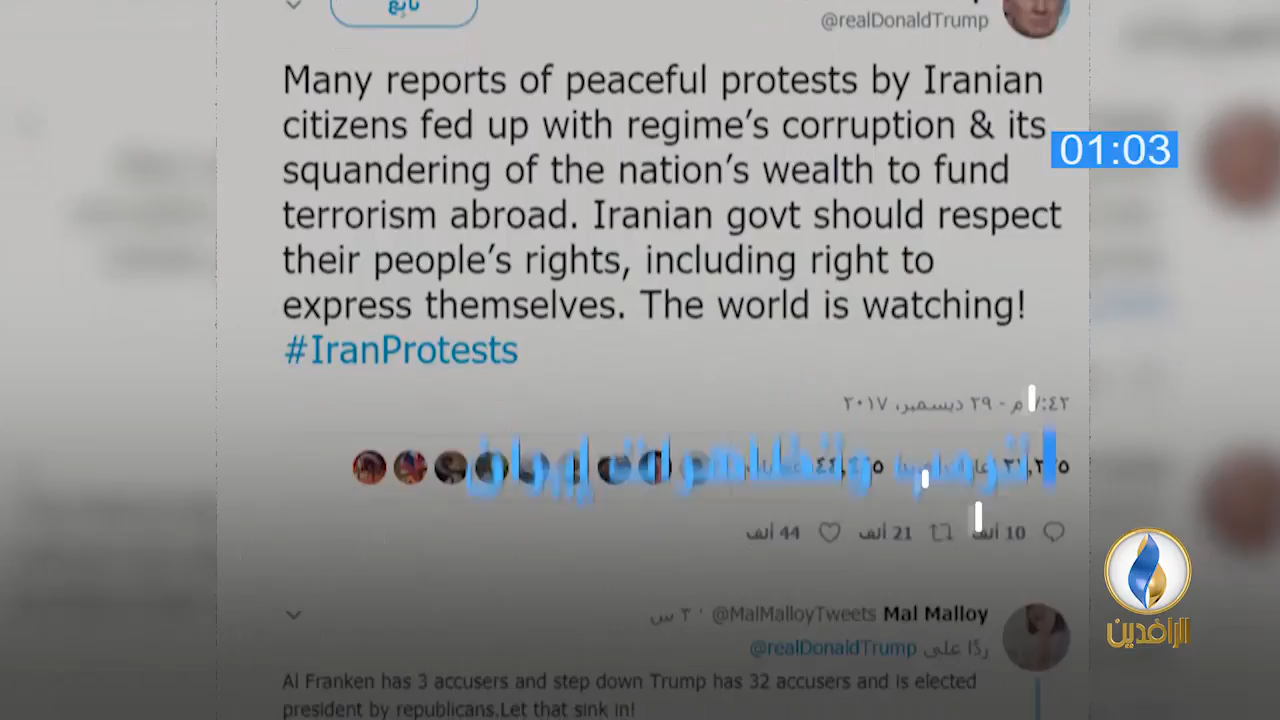 تابع
@realDonaldTrump
Many reports of peaceful protests by Iranian
citizens fed up with regime's corruption & its
squandering of the nation's wealth to fund
terrorism abroad. Iranian govt should respect
their people's rights, including right to
express themselves. The world is watching!
#IranProtests
01:03
م - ٢٩ ديسمبر، ٢٠١٧
ترمب وتظاهرات إيران
10 ألف 21 ألف 44 ألف
Mal Malloy @MalMalloyTweets · ٣ س
ردًا على @realDonaldTrump
Al Franken has 3 accusers and step down Trump has 32 accusers and is elected
president by republicans.Let that sink in!
الرافدين